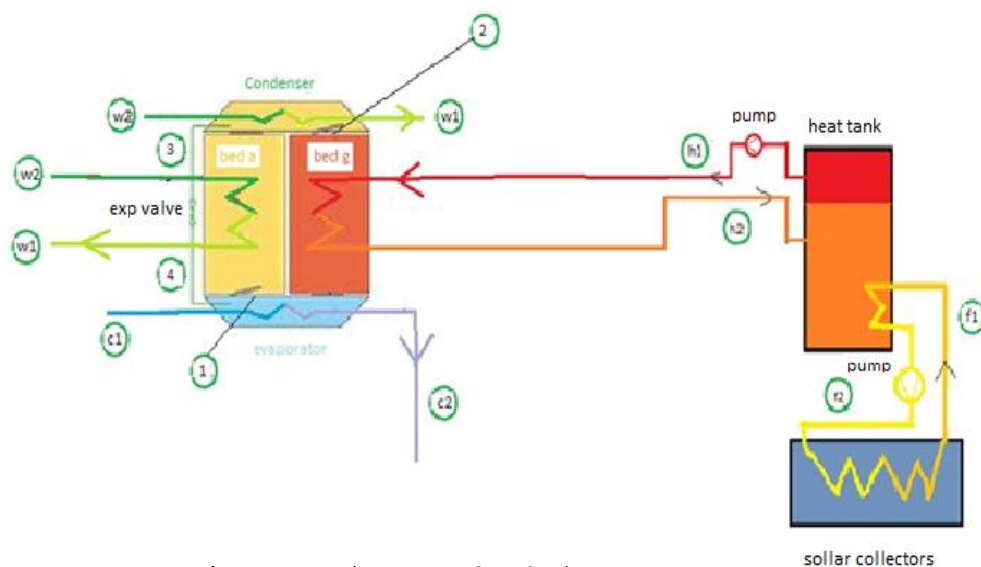 2
Condenser
w2
w1
pump
heat tank
3
bed a
bed g
h1
w2
exp valve
h2
w1
4
f1
c1
evaporator
pump
1
f2
c2
sollar collectors